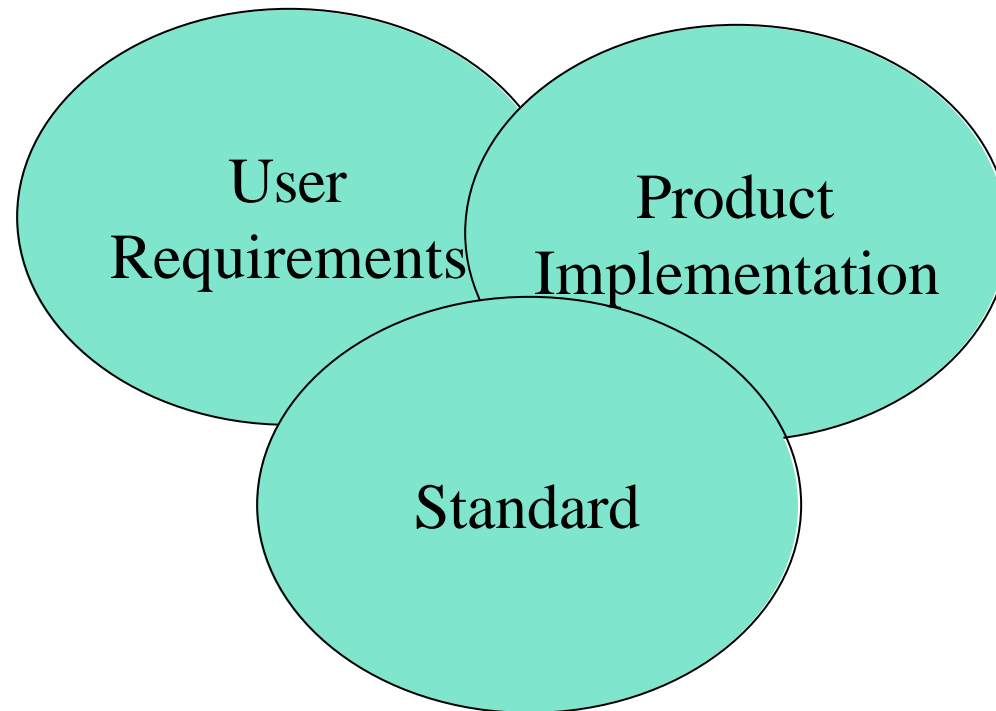 User
Requirements
Product
Implementation
Standard